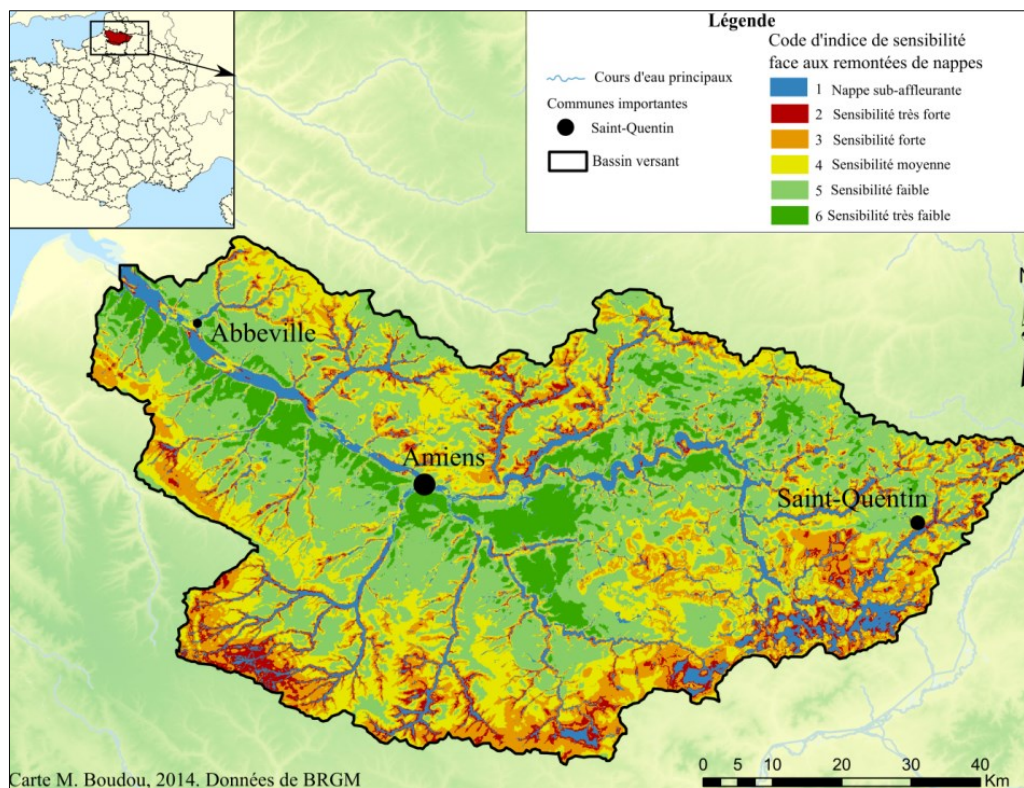 Légende
Code d'indice de sensibilité
face aux remontées de nappes
Cours d'eau principaux
Communes importantes
Saint-Quentin
Bassin versant
1 Nappe sub-affleurante
2 Sensibilité très forte
3 Sensibilité forte
4 Sensibilité moyenne
5 Sensibilité faible
6 Sensibilité très faible
Abbeville
Amiens
Saint-Quentin
Carte M. Boudou, 2014. Données de BRGM
0 5 10 20 30 40
Km